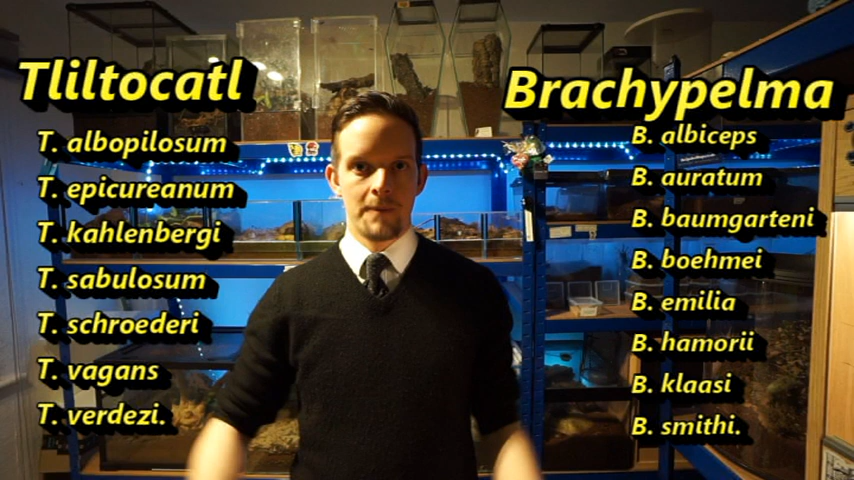 Tliltocatl
T. albopilosum
T. epicureanum
T. kahlenbergi
T. sabulosum
T. schroederi
T. vagans
T. verdezi.
Brachypelma
B. albiceps
B. auratum
B. baumgarteni
B. boehmei
B. emilia
B. hamorii
B. klaasi
B. smithi.